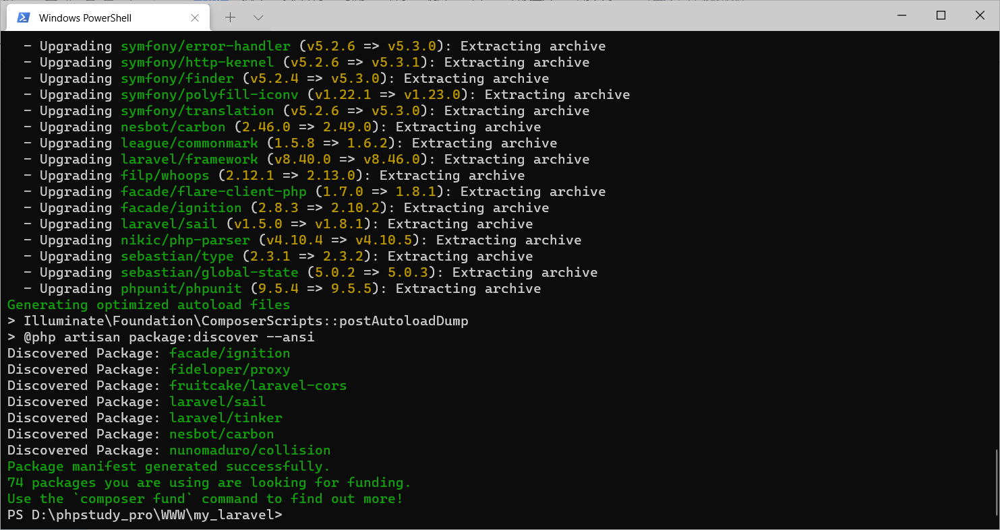 Windows PowerShell
- Upgrading symfony/error-handler (v5.2.6 => v5.3.0): Extracting archive
- Upgrading symfony/http-kernel (v5.2.6 => v5.3.1): Extracting archive
- Upgrading symfony/finder (v5.2.4 => v5.3.0): Extracting archive
- Upgrading symfony/polyfill-iconv (v1.22.1 => v1.23.0): Extracting archive
- Upgrading symfony/translation (v5.2.6 => v5.3.0): Extracting archive
- Upgrading nesbot/carbon (2.46.0 => 2.49.0): Extracting archive
- Upgrading league/commonmark (1.5.8 => 1.6.2): Extracting archive
- Upgrading laravel/framework (v8.40.0 => v8.46.0): Extracting archive
- Upgrading filp/whoops (2.12.1 => 2.13.0): Extracting archive
- Upgrading facade/flare-client-php (1.7.0 => 1.8.1): Extracting archive
- Upgrading facade/ignition (2.8.3 => 2.10.2): Extracting archive
- Upgrading laravel/sail (v1.5.0 => v1.8.1): Extracting archive
- Upgrading nikic/php-parser (v4.10.4 => v4.10.5): Extracting archive
- Upgrading sebastian/type (2.3.1 => 2.3.2): Extracting archive
- Upgrading sebastian/global-state (5.0.2 => 5.0.3): Extracting archive
- Upgrading phpunit/phpunit (9.5.4 => 9.5.5): Extracting archive
Generating optimized autoload files
> Illuminate\Foundation\ComposerScripts::postAutoloadDump
> @php artisan package:discover --ansi
Discovered Package: facade/ignition
Discovered Package: fideloper/proxy
Discovered Package: fruitcake/laravel-cors
Discovered Package: laravel/sail
Discovered Package: laravel/tinker
Discovered Package: nesbot/carbon
Discovered Package: nunomaduro/collision
Package manifest generated successfully.
74 packages you are using are looking for funding.
Use the `composer fund` command to find out more!
PS D:\phpstudy_pro\WWW\my_laravel>